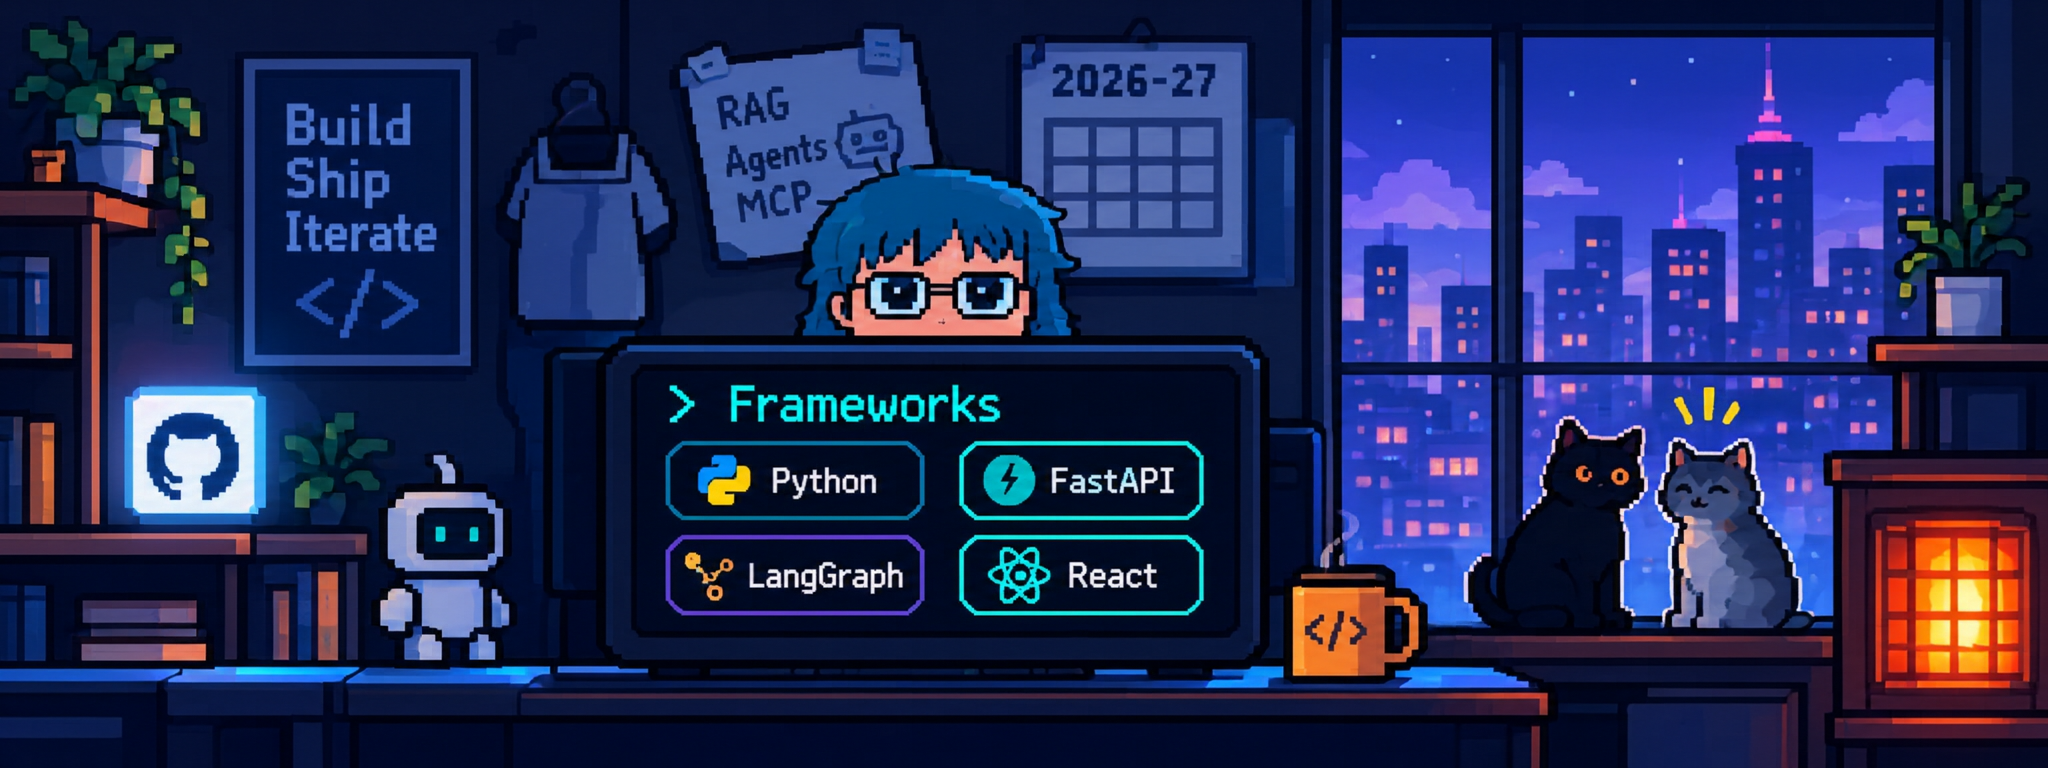 Build
Ship
Iterate
</>
RAG
Agents
MCP
2026-27
> Frameworks
Python
FastAPI
LangGraph
React
</>